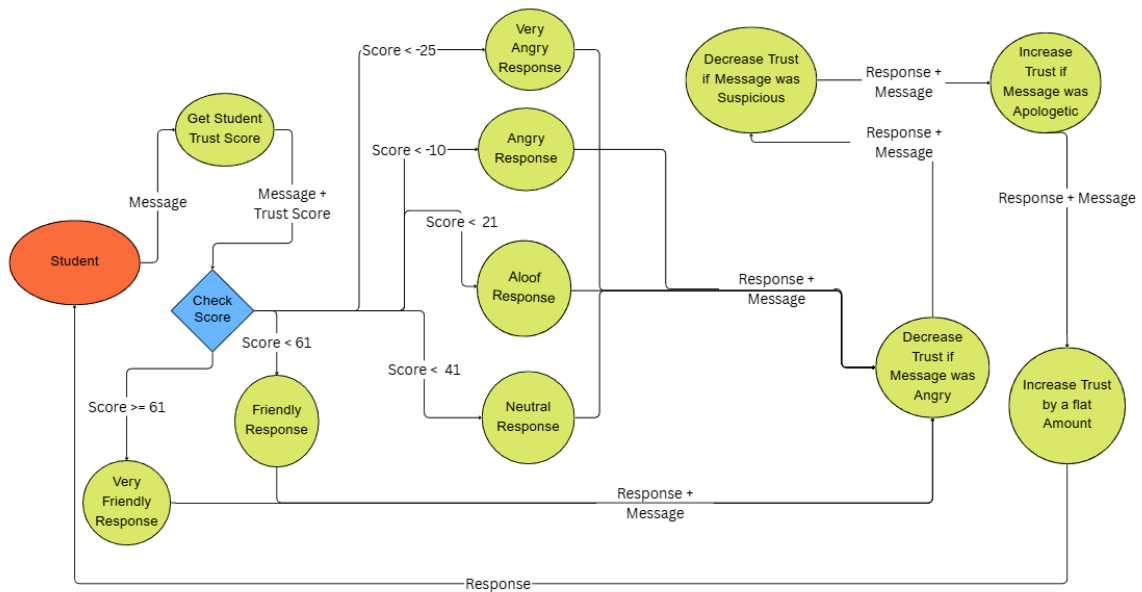 Very
Angry
Response
Score < -25
Decrease Trust
if Message was
Suspicious
Response +
Message
Increase
Trust if
Message was
Apologetic
Get Student
Trust Score
Score < -10
Angry
Response
Response +
Message
Message
Message +
Trust Score
Response + Message
Score <  21
Student
Aloof
Response
Response +
Message
Check
Score
Score < 61
Score <  41
Decrease
Trust if
Message was
Angry
Increase Trust
by a flat
Amount
Score >= 61
Friendly
Response
Neutral
Response
Very
Friendly
Response
Response +
Message
Response